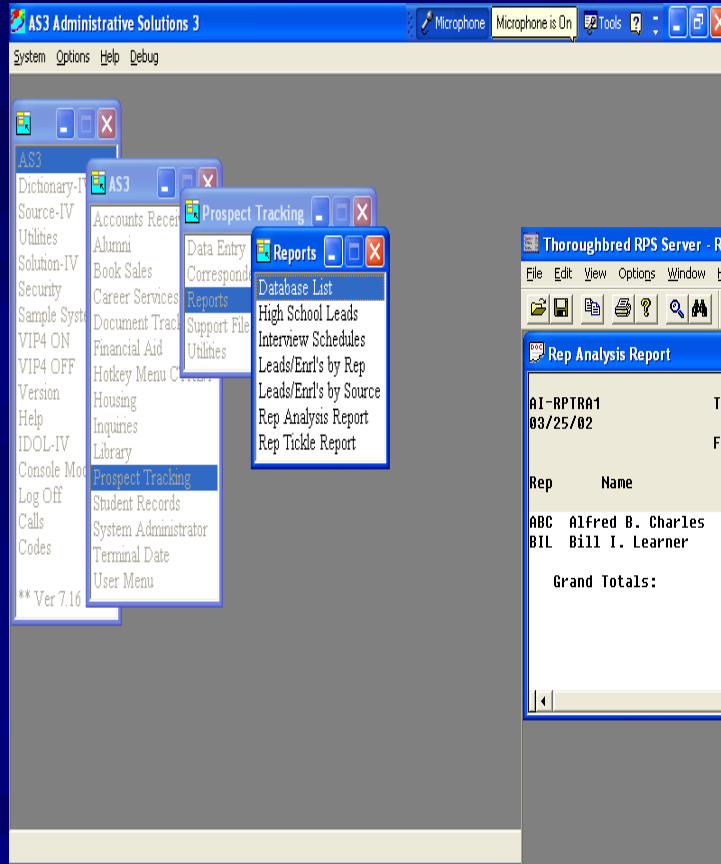 AS3 Administrative Solutions 3
Microphone
Microphone is On
Tools
System Options Help Debug
AS3
Dictionary-IV
Source-IV
Utilities
Solution-IV
Security
Sample Syste
VIP4 ON
VIP4 OFF
Version
Help
IDOL-IV
Console Mod
Log Off
Calls
Codes
** Ver 7.16
AS3
Accounts Recei
Alumni
Book Sales
Career Services
Document Track
Financial Aid
Hotkey Menu
Housing
Inquiries
Library
Prospect Tracking
Student Records
System Administrator
Terminal Date
User Menu
Prospect Tracking
Data Entry
Corresponde
Reports
Support File
Utilities
Reports
Database List
High School Leads
Interview Schedules
Leads/Enrl's by Rep
Leads/Enrl's by Source
Rep Analysis Report
Rep Tickle Report
Thoroughbred RPS Server - R
File Edit View Options Window H
Rep Analysis Report
AI-RPTRA1 T
03/25/02
F
Rep Name
ABC Alfred B. Charles
BIL Bill I. Learner
Grand Totals: